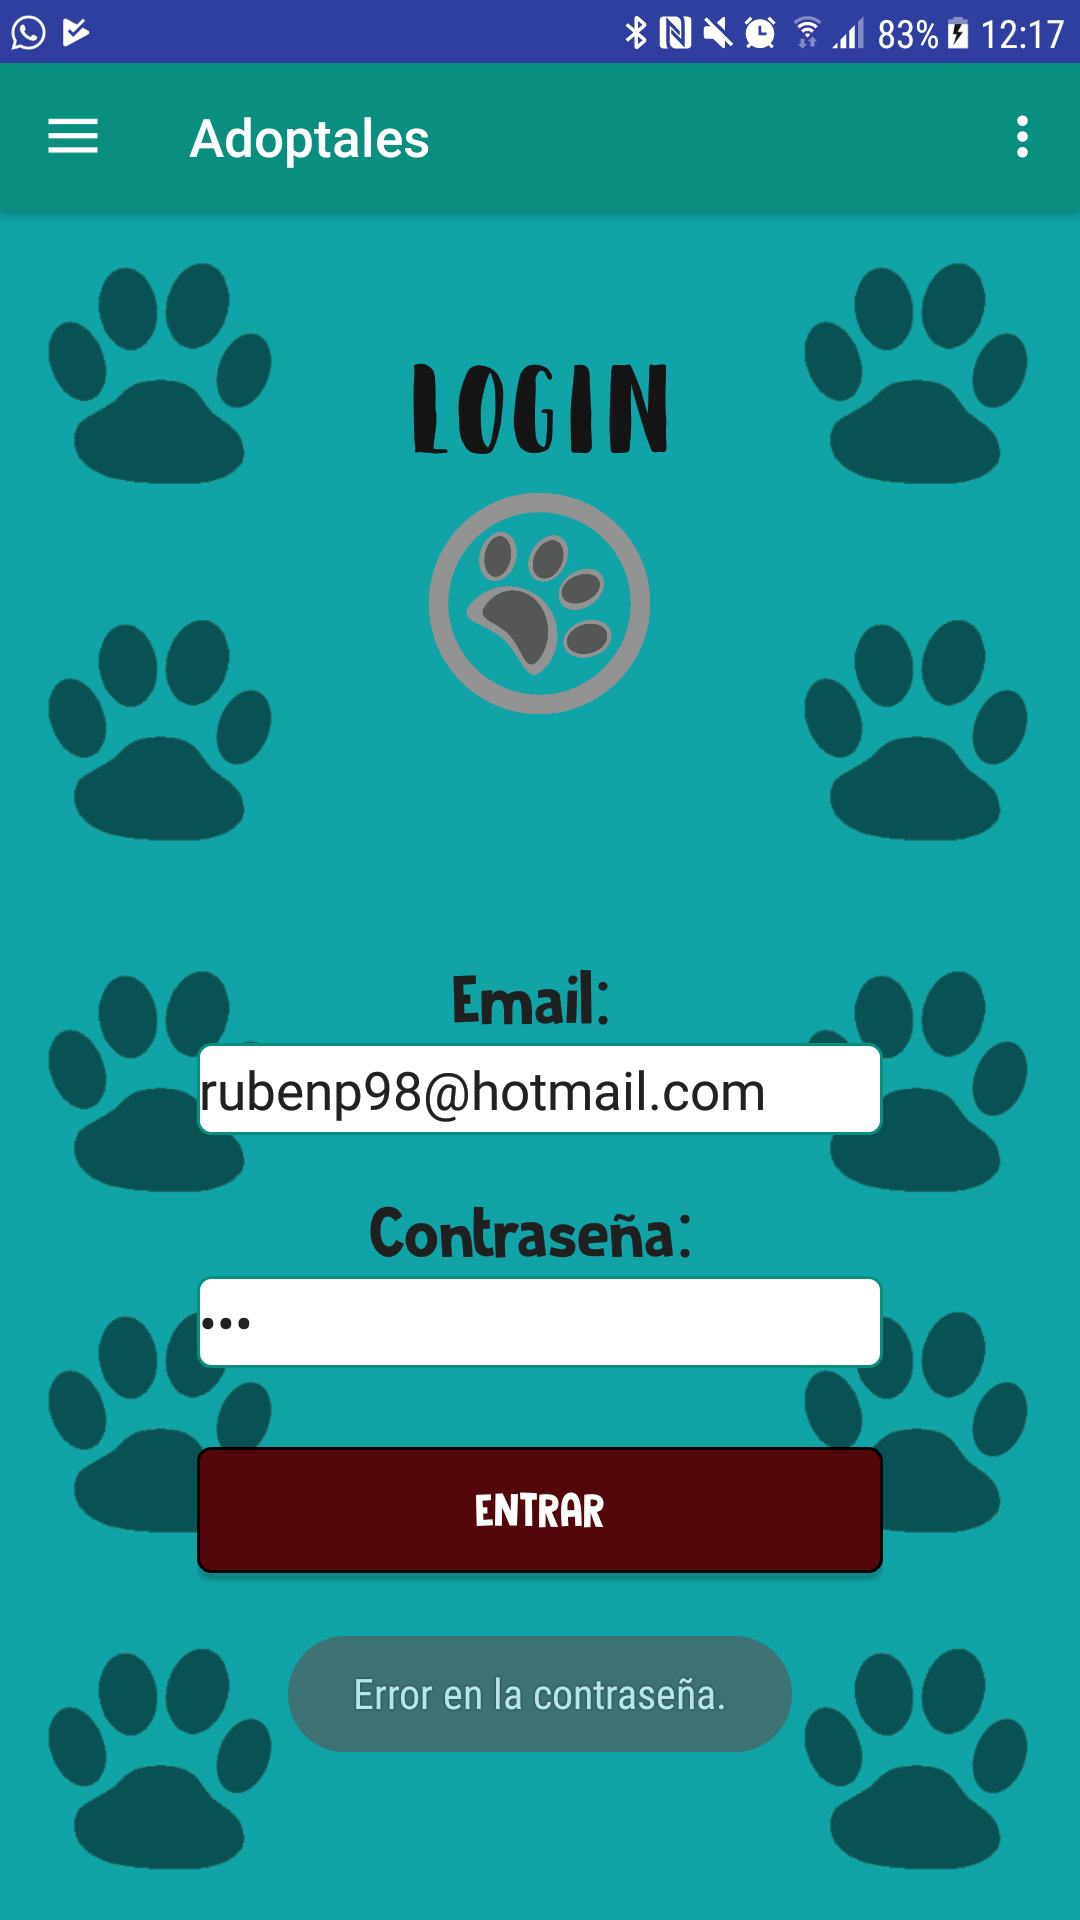 83% 12:17
Adoptales
LOGIN
Email:
rubenp98@hotmail.com
Contraseña:
•••
ENTRAR
Error en la contraseña.